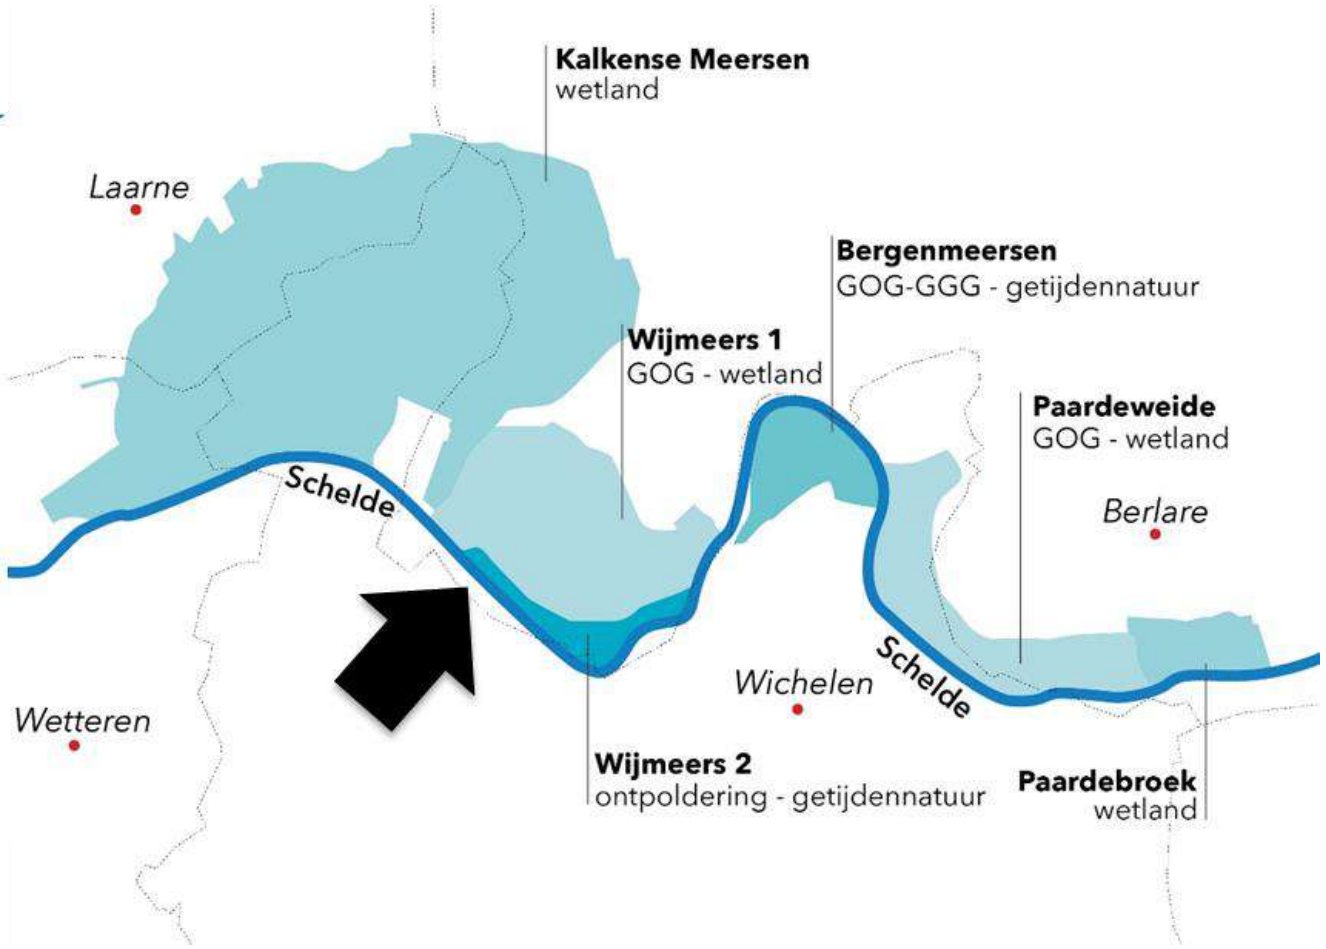 Kalkense Meersen
wetland
Laarne
Bergenmeersen
GOG-GGG - getijdennatuur
Wijmeers 1
GOG - wetland
Paardeweide
GOG - wetland
Schelde
Berlare
Schelde
Wichelen
Wetteren
Wijmeers 2
ontpoldering - getijdennatuur
Paardebroek
wetland